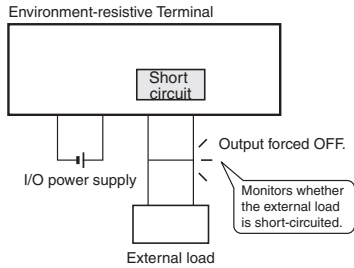 Environment-resistive Terminal
Short
circuit
Output forced OFF.
I/O power supply
Monitors whether
the external load
is short-circuited.
External load